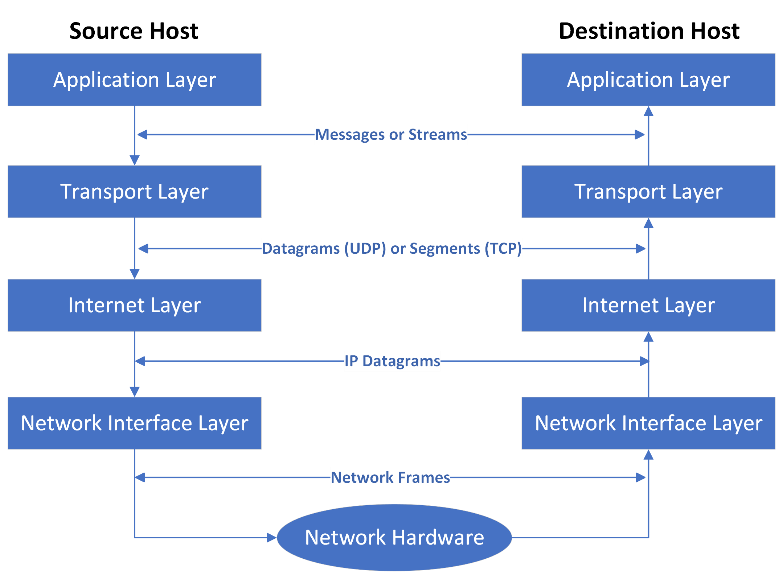 Source Host
Destination Host
Application Layer
Application Layer
Messages or Streams
Transport Layer
Transport Layer
Datagrams (UDP) or Segments (TCP)
Internet Layer
Internet Layer
IP Datagrams
Network Interface Layer
Network Interface Layer
Network Frames
Network Hardware